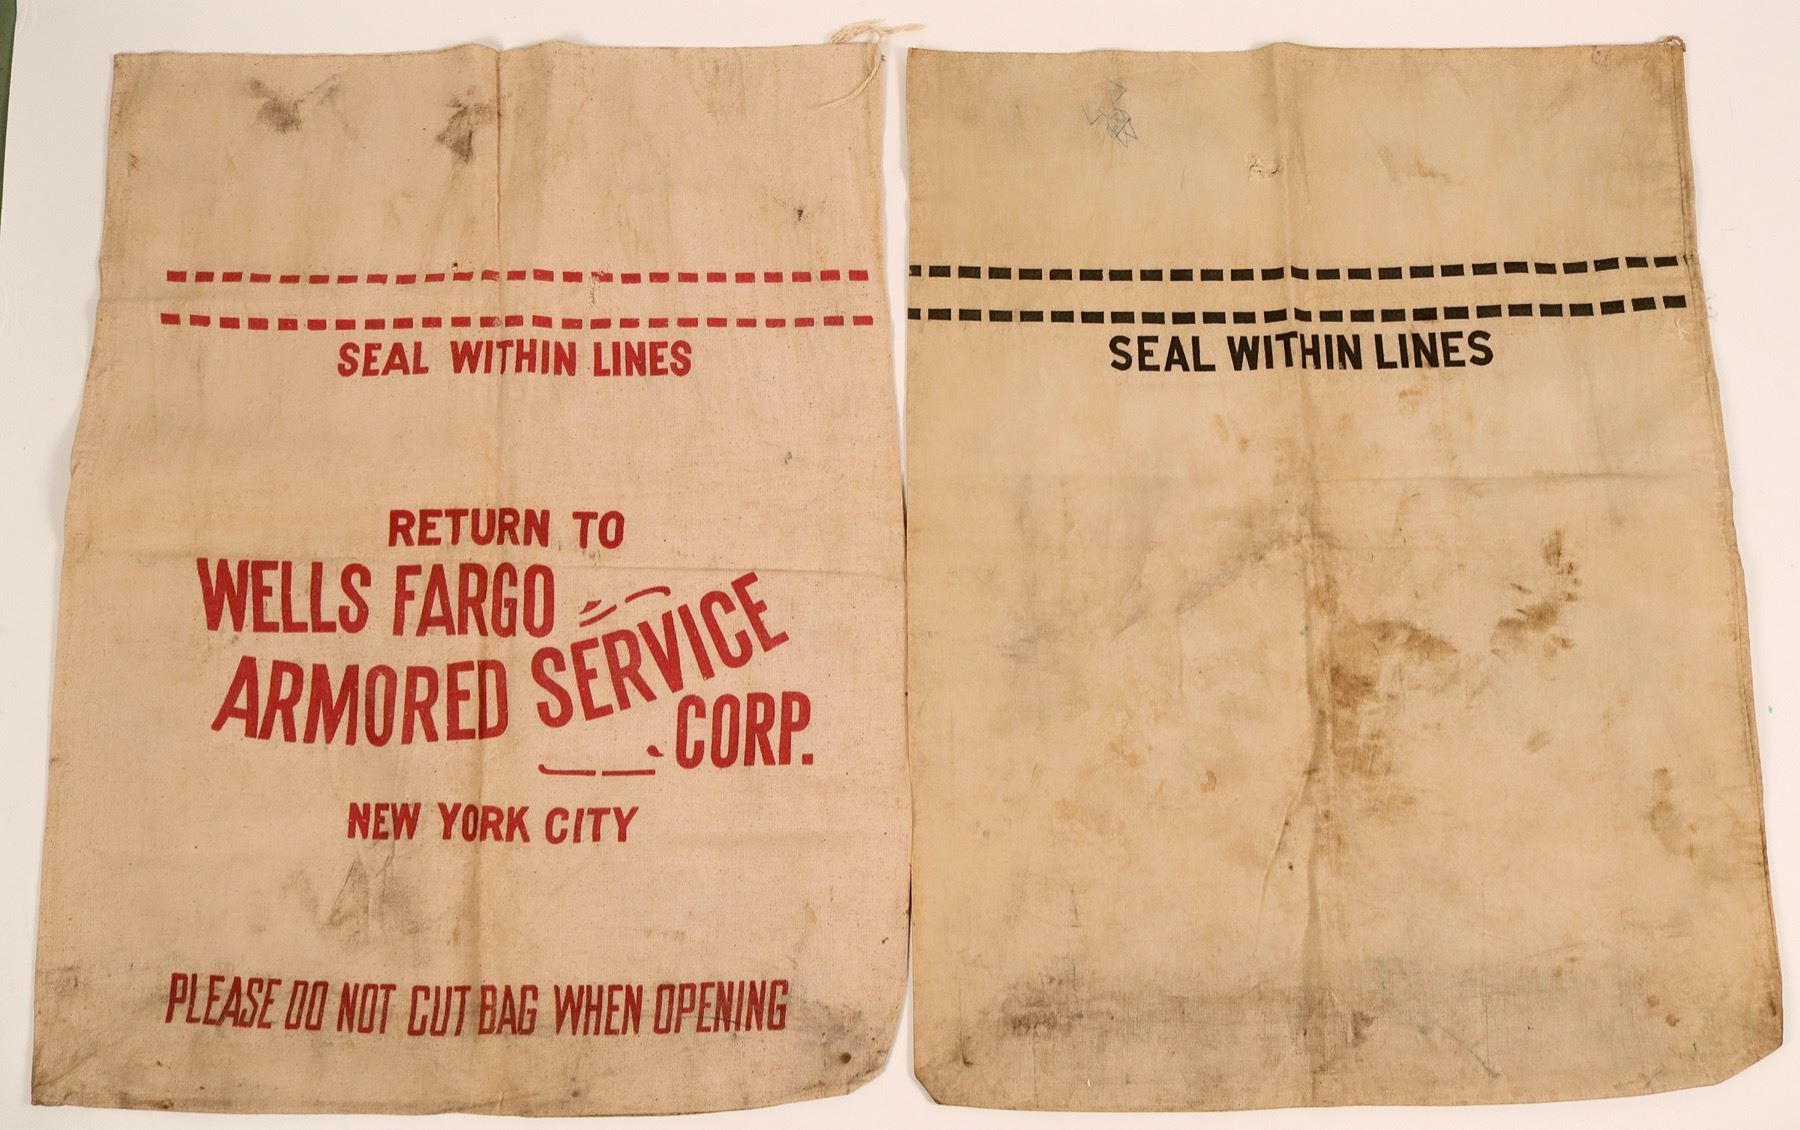 SEAL WITHIN LINES
RETURN TO
WELLS FARGO
ARMORED SERVICE
CORP.
NEW YORK CITY
PLEASE DO NOT CUT BAG WHEN OPENING
SEAL WITHIN LINES